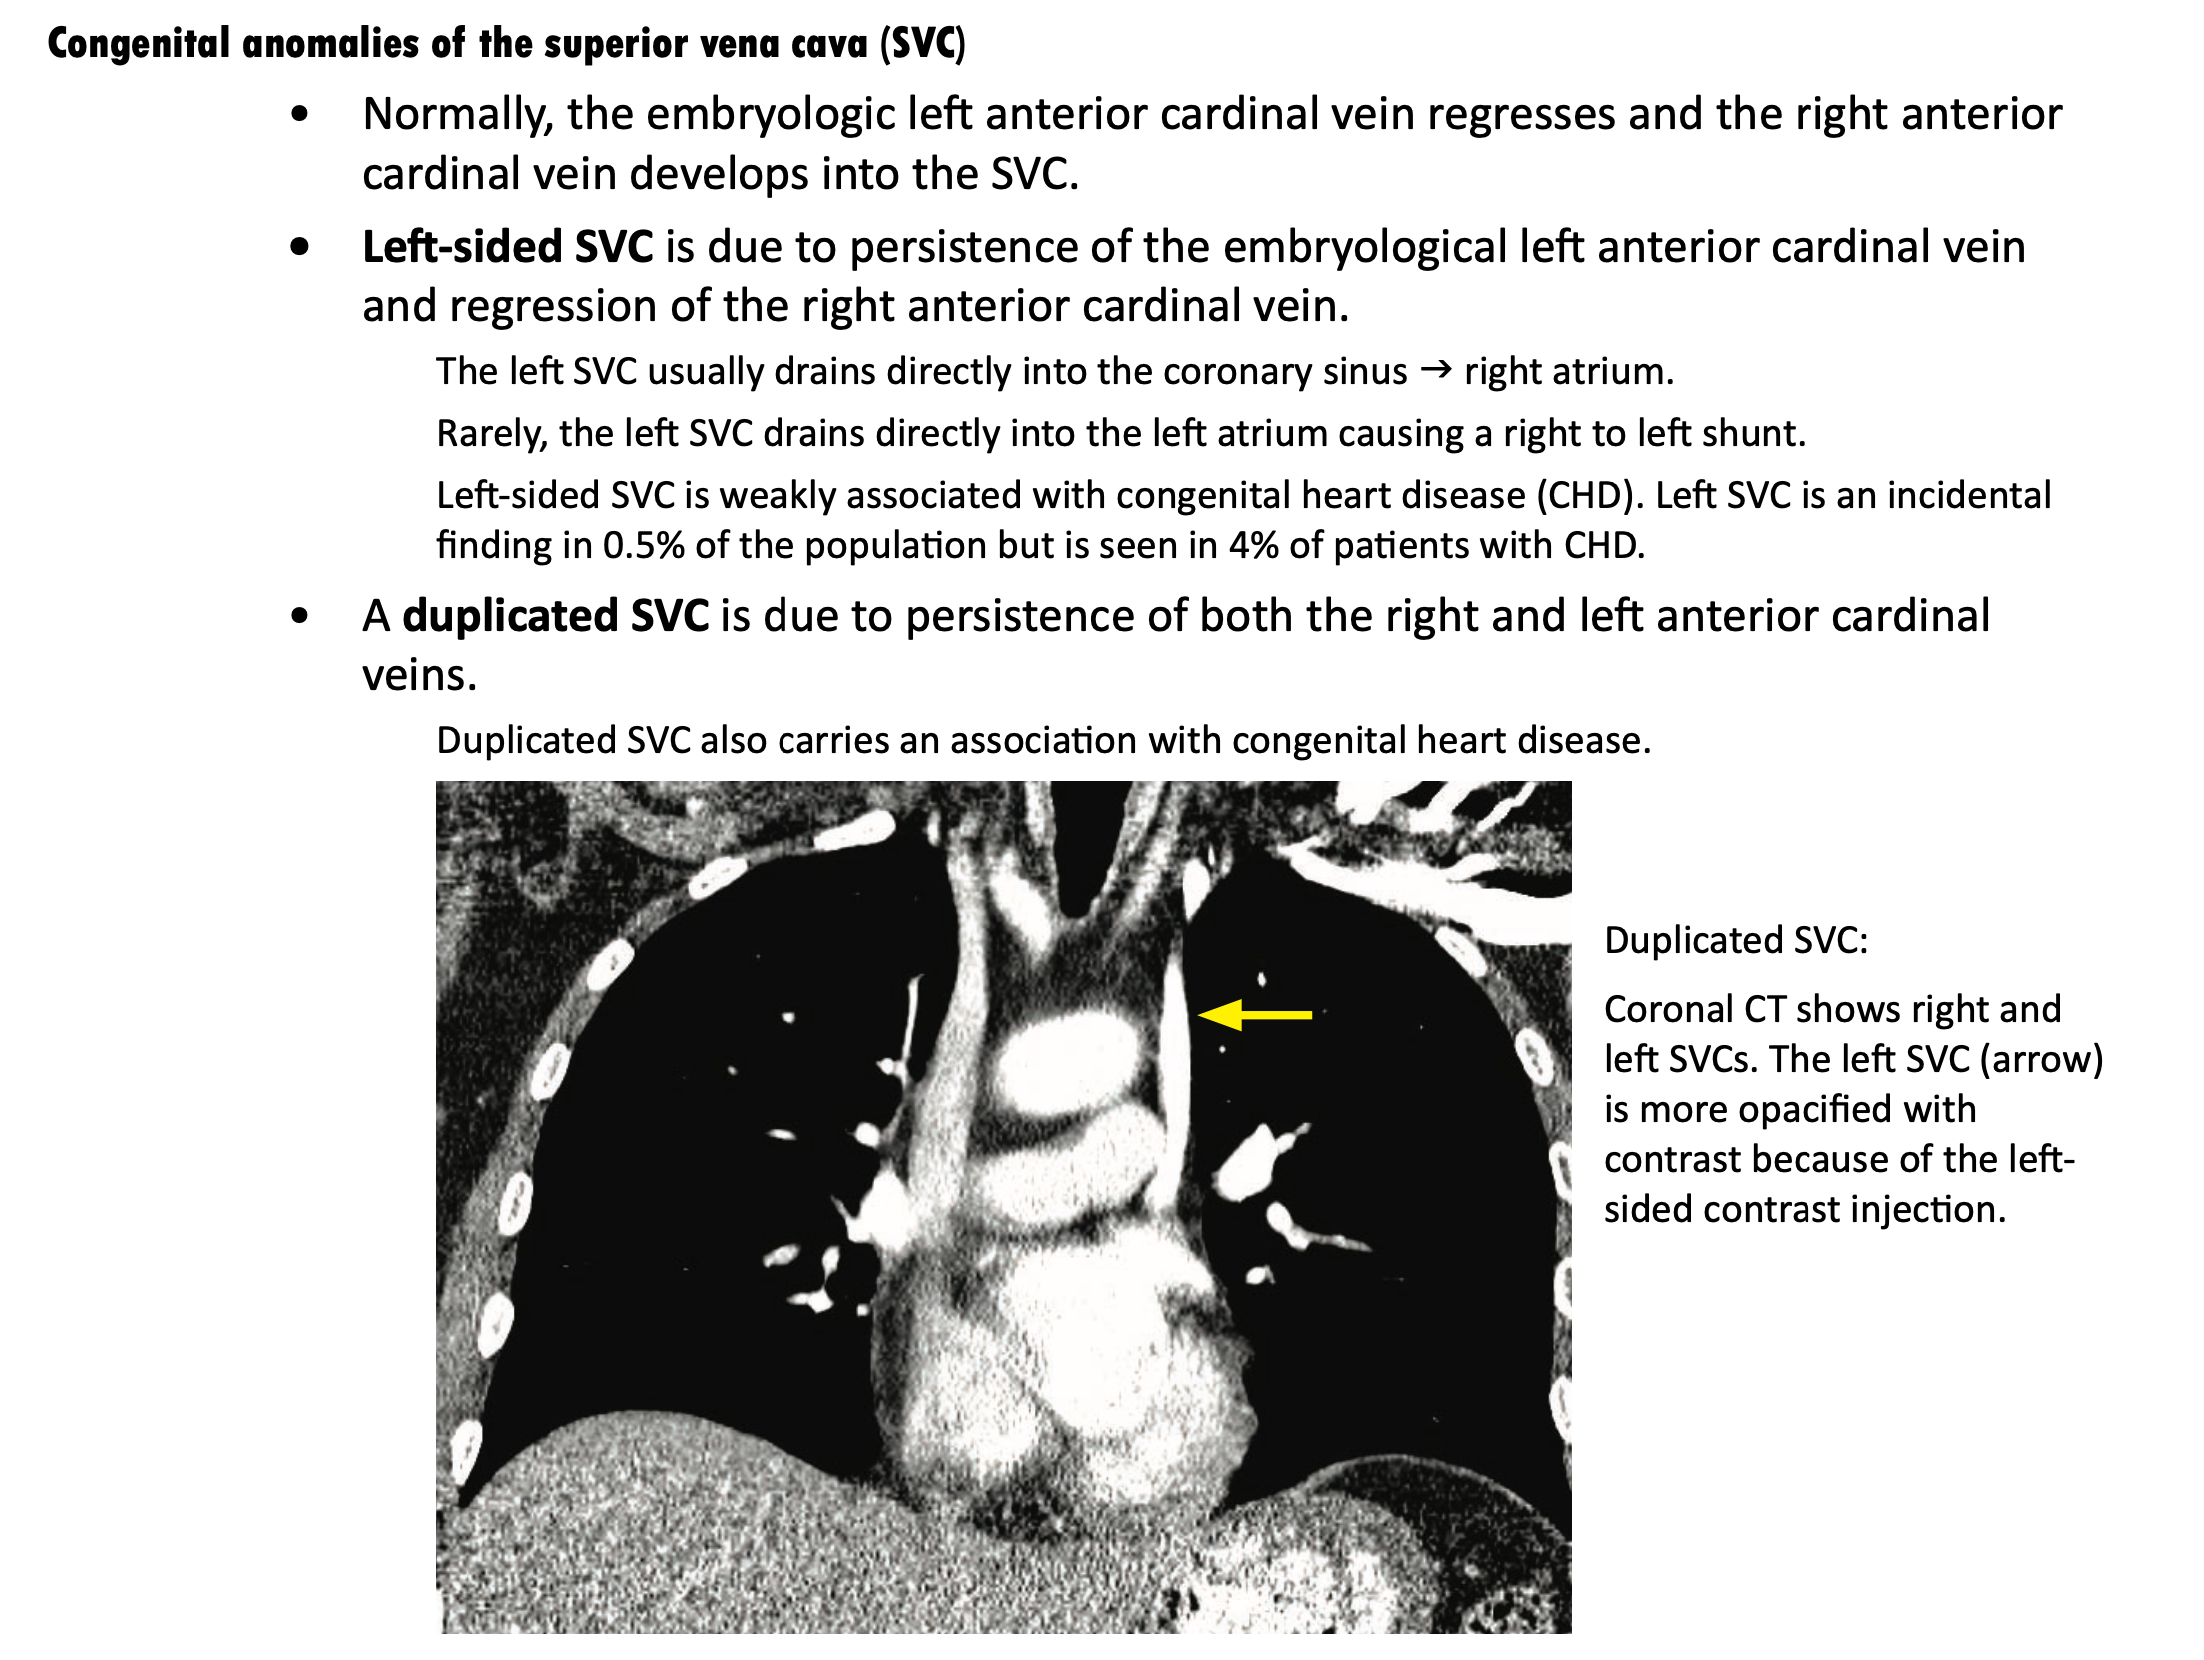 Congenital anomalies of the superior vena cava (SVC)
• Normally, the embryologic left anterior cardinal vein regresses and the right anterior
cardinal vein develops into the SVC.
• Left-sided SVC is due to persistence of the embryological left anterior cardinal vein
and regression of the right anterior cardinal vein.
The left SVC usually drains directly into the coronary sinus → right atrium.
Rarely, the left SVC drains directly into the left atrium causing a right to left shunt.
Left-sided SVC is weakly associated with congenital heart disease (CHD). Left SVC is an incidental
finding in 0.5% of the population but is seen in 4% of patients with CHD.
• A duplicated SVC is due to persistence of both the right and left anterior cardinal
veins.
Duplicated SVC also carries an association with congenital heart disease.
Duplicated SVC:
Coronal CT shows right and
left SVCs. The left SVC (arrow)
is more opacified with
contrast because of the left-
sided contrast injection.